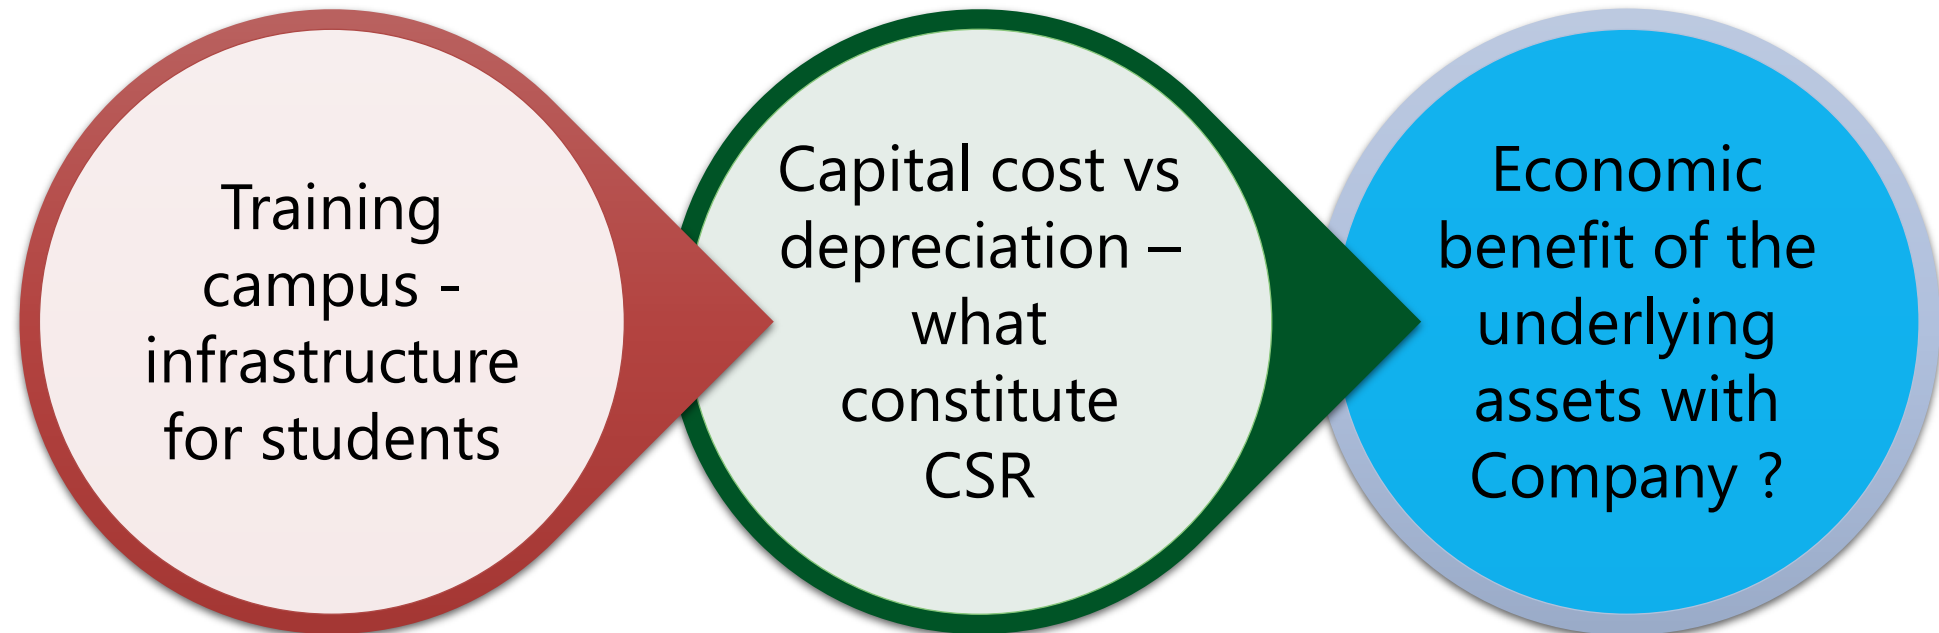 Training
campus -
infrastructure
for students
Capital cost vs
depreciation –
what
constitute
CSR
Economic
benefit of the
underlying
assets with
Company ?